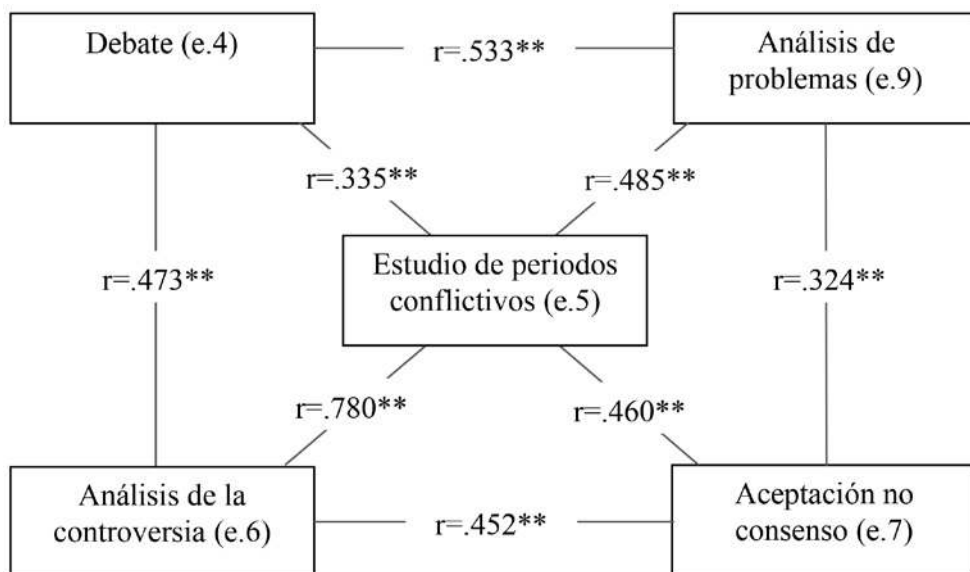 Debate (e.4)
r=.533**
Análisis de
problemas (e.9)
r=.335**
r=.485**
r=.473**
Estudio de periodos
conflictivos (e.5)
r=.324**
r=.780**
r=.460**
Análisis de la
controversia (e.6)
r=.452**
Aceptación no
consenso (e.7)